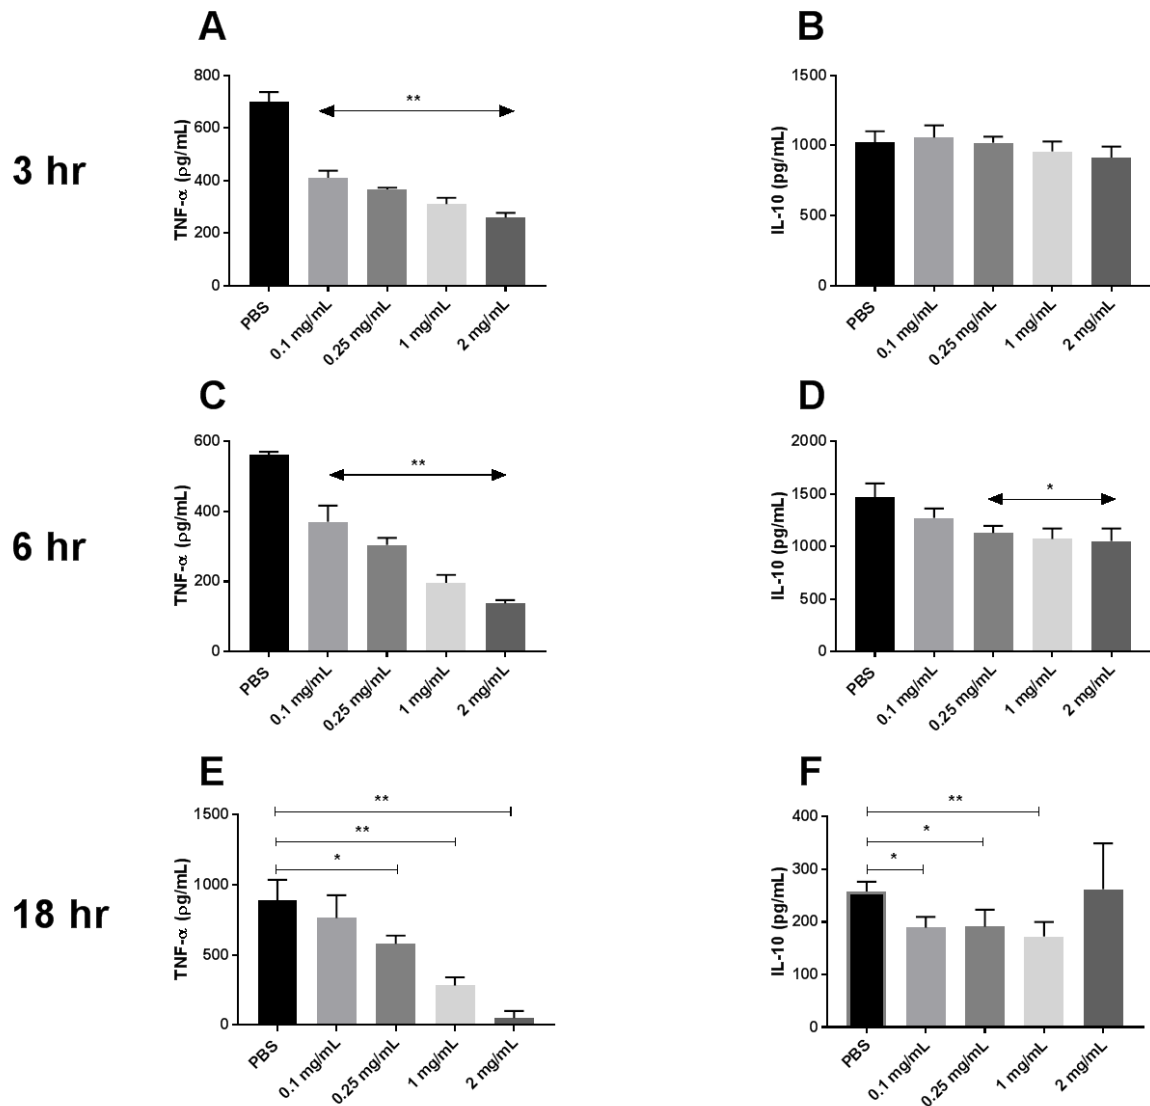 A
TNF-α (ρg/mL)
800
600
400
200
0
**
PBS
0.1 mg/mL
0.25 mg/mL
1 mg/mL
2 mg/mL
B
IL-10 (pg/mL)
1500
1000
500
0
PBS
0.1 mg/mL
0.25 mg/mL
1 mg/mL
2 mg/mL
3 hr
C
TNF-α (ρg/mL)
600
400
200
0
**
PBS
0.1 mg/mL
0.25 mg/mL
1 mg/mL
2 mg/mL
D
IL-10 (pg/mL)
2000
1500
1000
500
0
*
PBS
0.1 mg/mL
0.25 mg/mL
1 mg/mL
2 mg/mL
6 hr
E
TNF-α (ρg/mL)
1500
1000
500
0
**
**
*
PBS
0.1 mg/mL
0.25 mg/mL
1 mg/mL
2 mg/mL
F
IL-10 (pg/mL)
400
300
200
100
0
**
*
*
PBS
0.1 mg/mL
0.25 mg/mL
1 mg/mL
2 mg/mL
18 hr